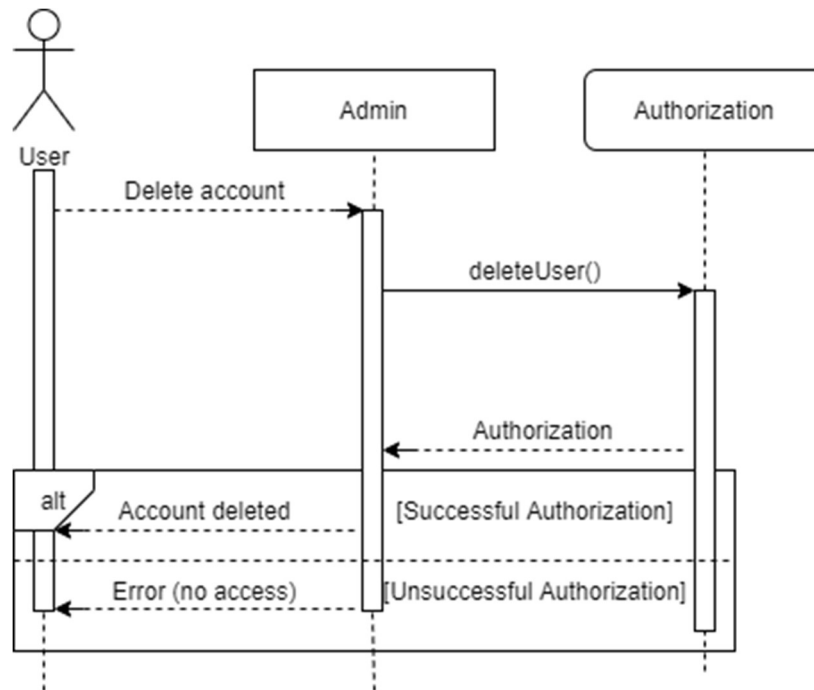 User
Admin
Authorization
Delete account
deleteUser()
Authorization
alt
Account deleted
[Successful Authorization]
Error (no access)
[Unsuccessful Authorization]